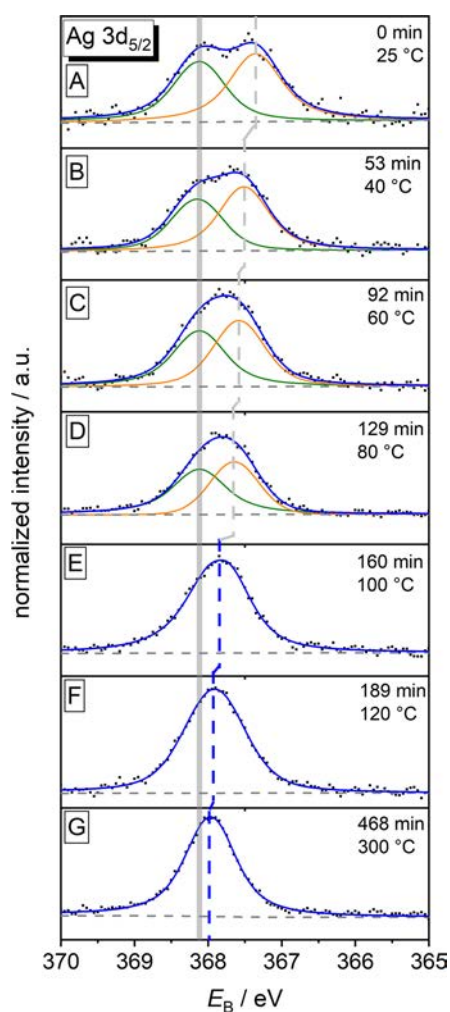 Ag 3d5/2
0 min
25 °C
A
B
53 min
40 °C
C
92 min
60 °C
D
129 min
80 °C
E
160 min
100 °C
F
189 min
120 °C
G
468 min
300 °C
normalized intensity / a.u.
370 369 368 367 366 365
EB / eV